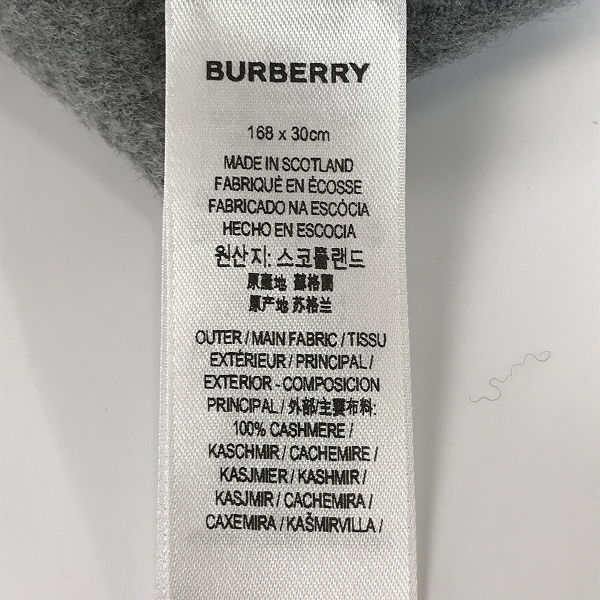 BURBERRY
168 x 30cm
MADE IN SCOTLAND
FABRIQUÉ EN ÉCOSSE
FABRICADO NA ESCÓCIA
HECHO EN ESCOCIA
원산지: 스코틀랜드
原産地 蘇格蘭
原产地 苏格兰
OUTER / MAIN FABRIC / TISSU
EXTÉRIEUR / PRINCIPAL /
EXTERIOR - COMPOSICION
PRINCIPAL / 外部/主要布料:
100% CASHMERE /
KASCHMIR / CACHEMIRE /
KASJMIER / KASHMIR /
KASJMIR / CACHEMIRA /
CAXEMIRA / KAŠMIRVILLA /